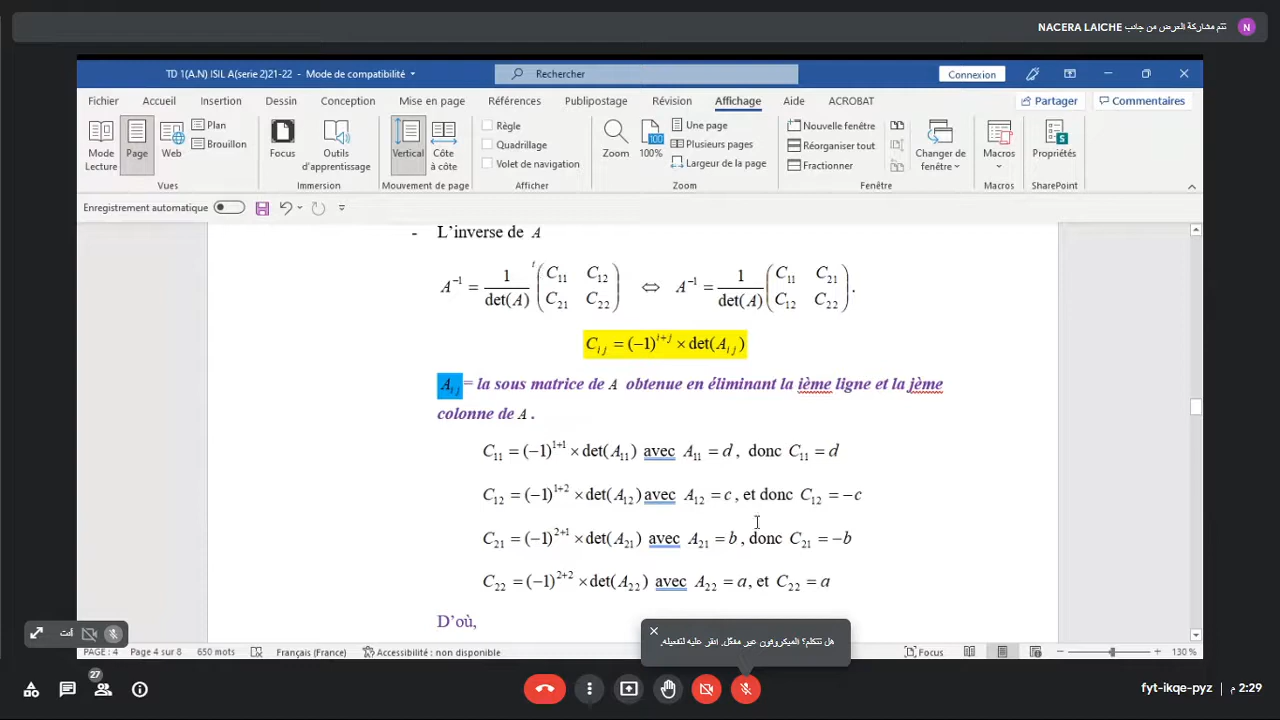 تتم مشاركة العرض من جانب NACERA LAICHE
N
TD 1(A.N) ISIL A(serie 2)21-22 - Mode de compatibilité
Rechercher
Connexion
Fichier Accueil Insertion Dessin Conception Mise en page Références Publipostage Révision Affichage Aide ACROBAT
Partager Commentaires
Mode Lecture
Page
Web
Plan
Brouillon
Vues
Focus
Outils d'apprentissage
Immersion
Vertical
Côte à côte
Mouvement de page
Règle
Quadrillage
Volet de navigation
Afficher
Zoom
100
100%
Une page
Plusieurs pages
Largeur de la page
Zoom
Nouvelle fenêtre
Réorganiser tout
Fractionner
Changer de fenêtre
Fenêtre
Macros
Macros
Propriétés
SharePoint
Enregistrement automatique
- L'inverse de A
A⁻¹ = 1/det(A) ᵗ(C₁₁ C₁₂ C₂₁ C₂₂) ⇔ A⁻¹ = 1/det(A) (C₁₁ C₂₁ C₁₂ C₂₂).
C_{i j} = (−1)^{i+j} × det(A_{i j})
A_{i j} = la sous matrice de A obtenue en éliminant la ième ligne et la jème
colonne de A .
C₁₁ = (−1)¹⁺¹ × det(A₁₁) avec A₁₁ = d , donc C₁₁ = d
C₁₂ = (−1)¹⁺² × det(A₁₂) avec A₁₂ = c , et donc C₁₂ = −c
C₂₁ = (−1)²⁺¹ × det(A₂₁) avec A₂₁ = b , donc C₂₁ = −b
C₂₂ = (−1)²⁺² × det(A₂₂) avec A₂₂ = a, et C₂₂ = a
D'où,
أنت
هل تتكلم؟ الميكروفون غير مفعّل. انقر عليه لتفعيله.
PAGE : 4 Page 4 sur 8 650 mots Français (France) Accessibilité : non disponible Focus 130 %
27
fyt-ikqe-pyz | 2:29 م